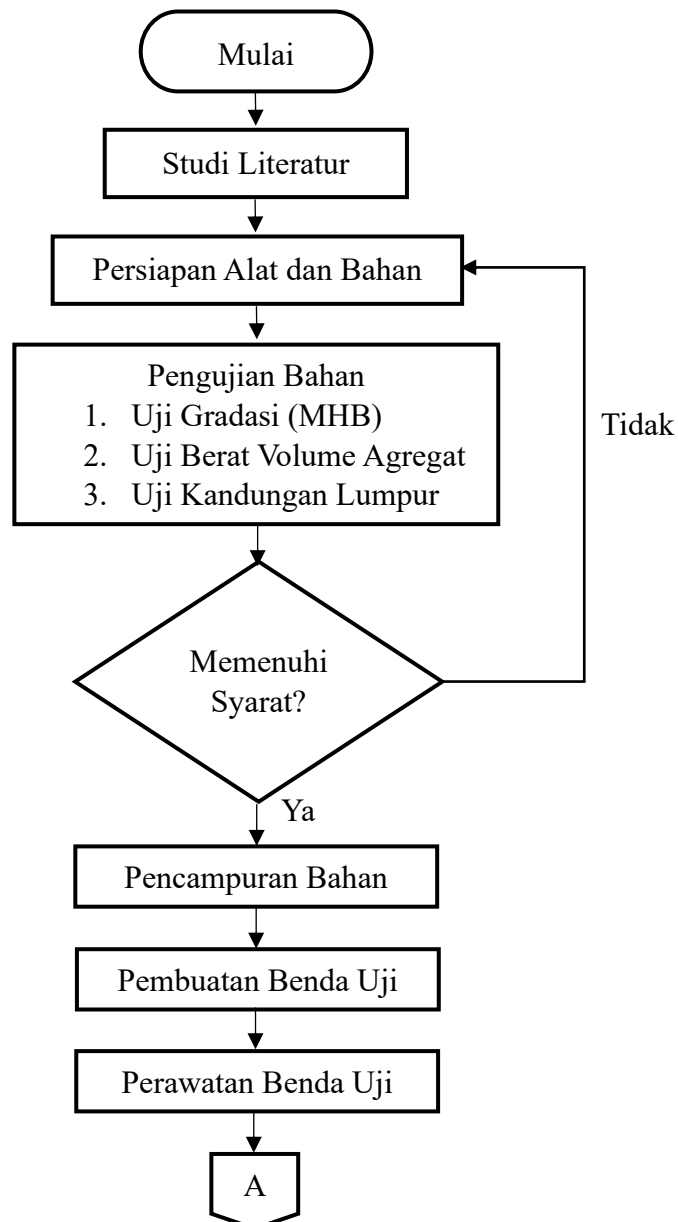 Mulai
Studi Literatur
Persiapan Alat dan Bahan
Pengujian Bahan
1. Uji Gradasi (MHB)
2. Uji Berat Volume Agregat
3. Uji Kandungan Lumpur
Tidak
Memenuhi
Syarat?
Ya
Pencampuran Bahan
Pembuatan Benda Uji
Perawatan Benda Uji
A